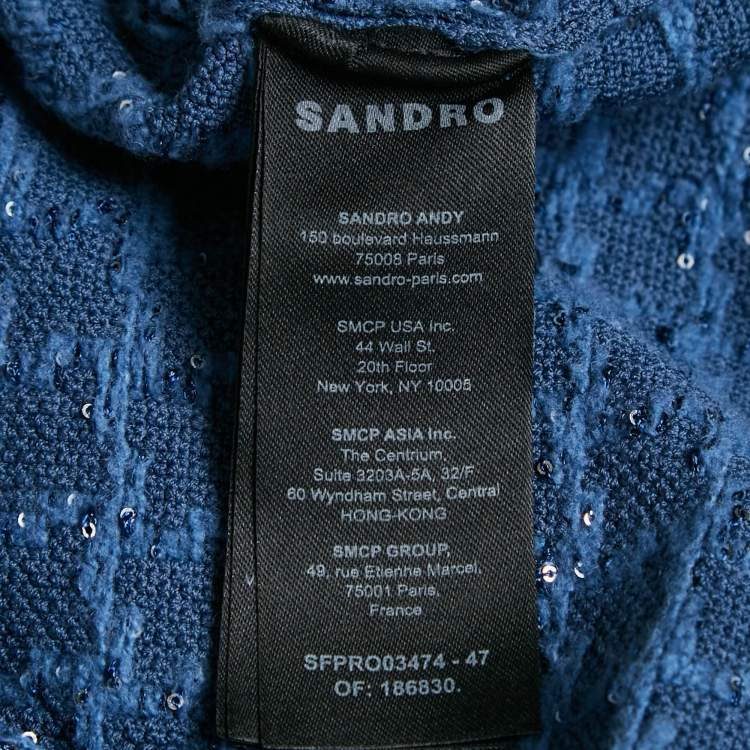 SANDRO
SANDRO ANDY
150 boulevard Haussmann
75008 Paris
www.sandro-paris.com
SMCP USA Inc.
44 Wall St.
20th Floor
New York, NY 10005
SMCP ASIA Inc.
The Centrium,
Suite 3203A-5A, 32/F
60 Wyndham Street, Central
HONG-KONG
SMCP GROUP,
49, rue Etienne Marcel,
75001 Paris,
France
SFPRO03474 - 47
OF: 186830.